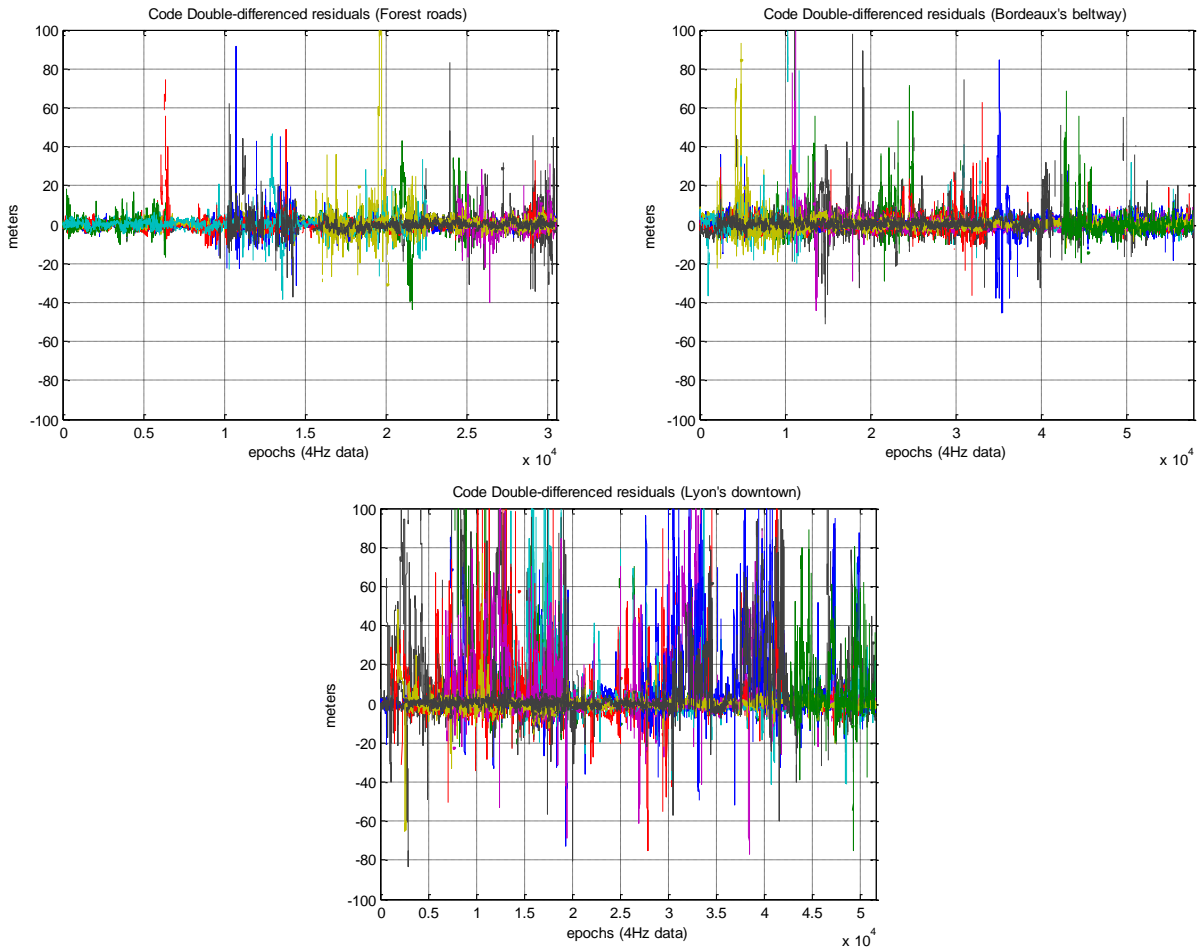 Code Double-differenced residuals (Forest roads)
100
80
60
40
20
0
-20
-40
-60
-80
-100
meters
0 0.5 1 1.5 2 2.5 3
epochs (4Hz data)
x 10^4
Code Double-differenced residuals (Bordeaux's beltway)
100
80
60
40
20
0
-20
-40
-60
-80
-100
meters
0 1 2 3 4 5
epochs (4Hz data)
x 10^4
Code Double-differenced residuals (Lyon's downtown)
100
80
60
40
20
0
-20
-40
-60
-80
-100
meters
0 0.5 1 1.5 2 2.5 3 3.5 4 4.5 5
epochs (4Hz data)
x 10^4